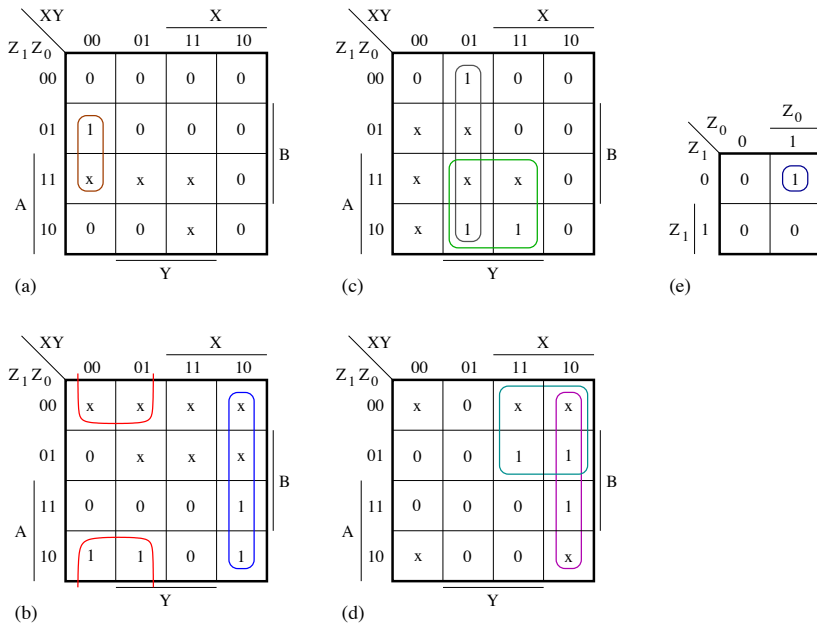 XY X
00 01 11 10
Z₁ Z₀
00 0 0 0 0
01 1 0 0 0 B
A 11 x x x 0
10 0 0 x 0
Y
(a)
XY X
00 01 11 10
Z₁ Z₀
00 0 1 0 0
01 x x 0 0 B
A 11 x x x 0
10 x 1 1 0
Y
(c)
Z₀
Z₀ 0 1
Z₁
0 0 1
Z₁ 1 0 0
(e)
XY X
00 01 11 10
Z₁ Z₀
00 x x x x
01 0 x x x B
A 11 0 0 0 1
10 1 1 0 1
Y
(b)
XY X
00 01 11 10
Z₁ Z₀
00 x 0 x x
01 0 0 1 1 B
A 11 0 0 0 1
10 x 0 0 x
Y
(d)